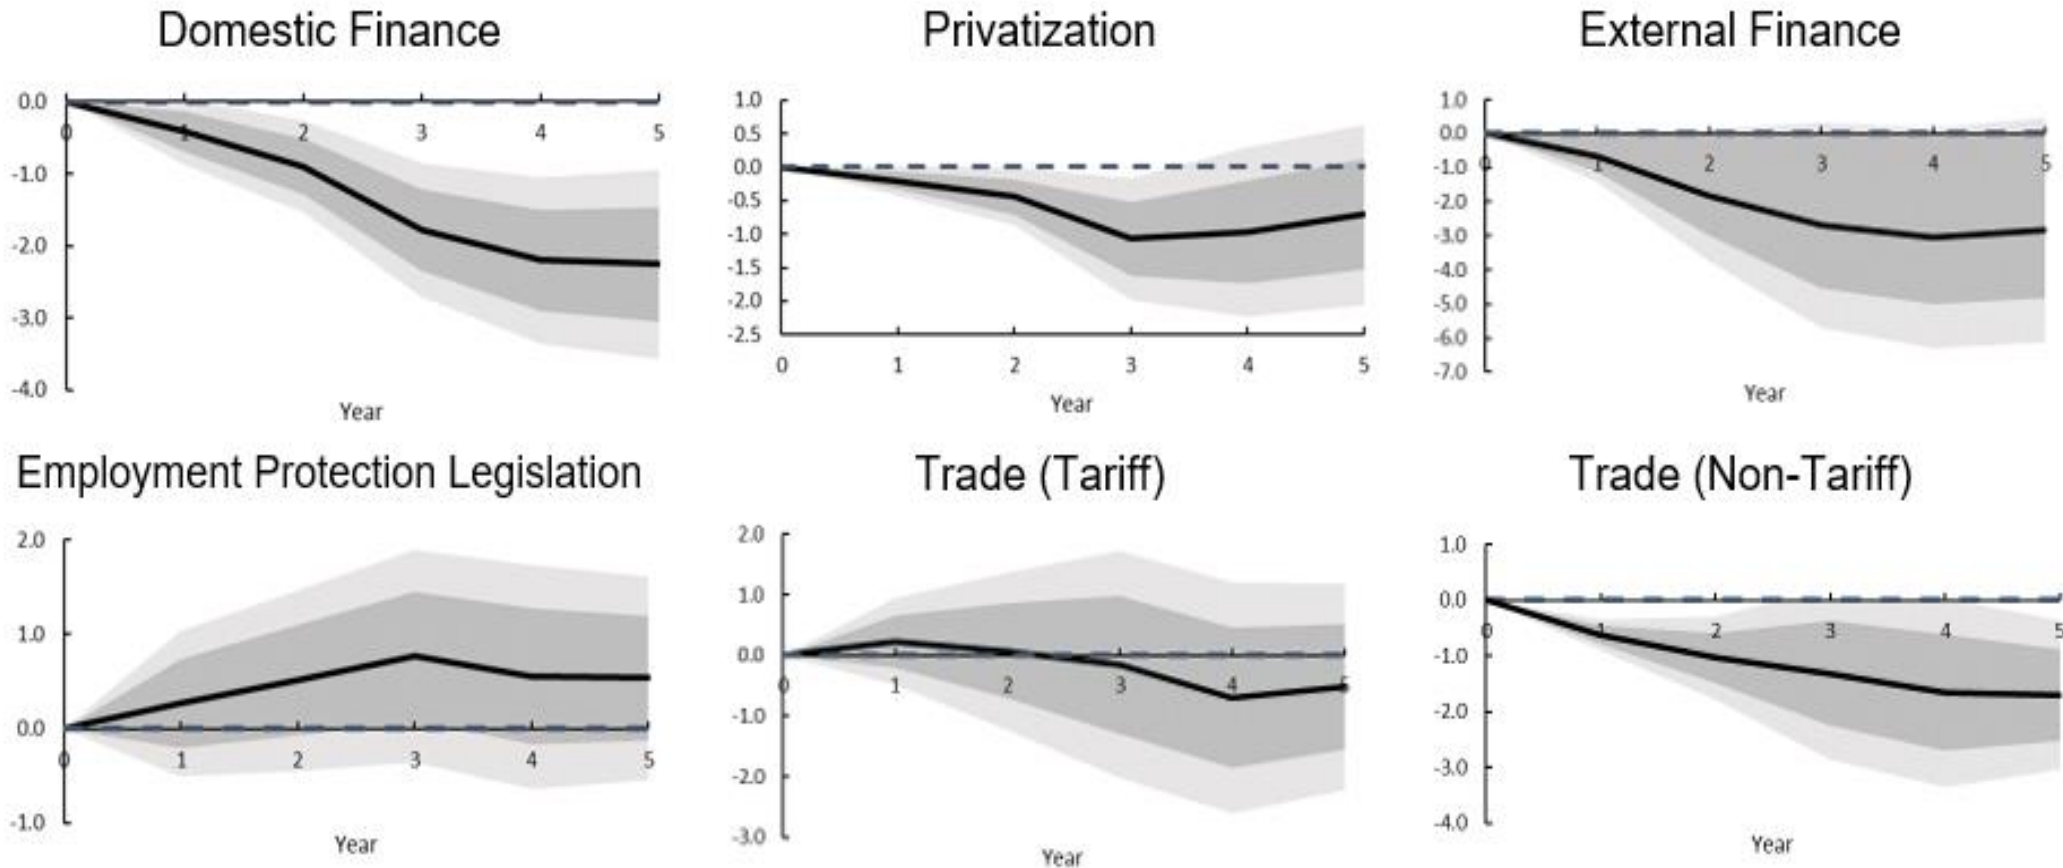 Domestic Finance
0.0
-1.0
-2.0
-3.0
-4.0
0 1 2 3 4 5
Year
Privatization
1.0
0.5
0.0
-0.5
-1.0
-1.5
-2.0
-2.5
0 1 2 3 4 5
Year
External Finance
1.0
0.0
-1.0
-2.0
-3.0
-4.0
-5.0
-6.0
-7.0
0 1 2 3 4 5
Year
Employment Protection Legislation
2.0
1.0
0.0
-1.0
0 1 2 3 4 5
Year
Trade (Tariff)
2.0
1.0
0.0
-1.0
-2.0
-3.0
0 1 2 3 4 5
Year
Trade (Non-Tariff)
1.0
0.0
-1.0
-2.0
-3.0
-4.0
0 1 2 3 4 5
Year